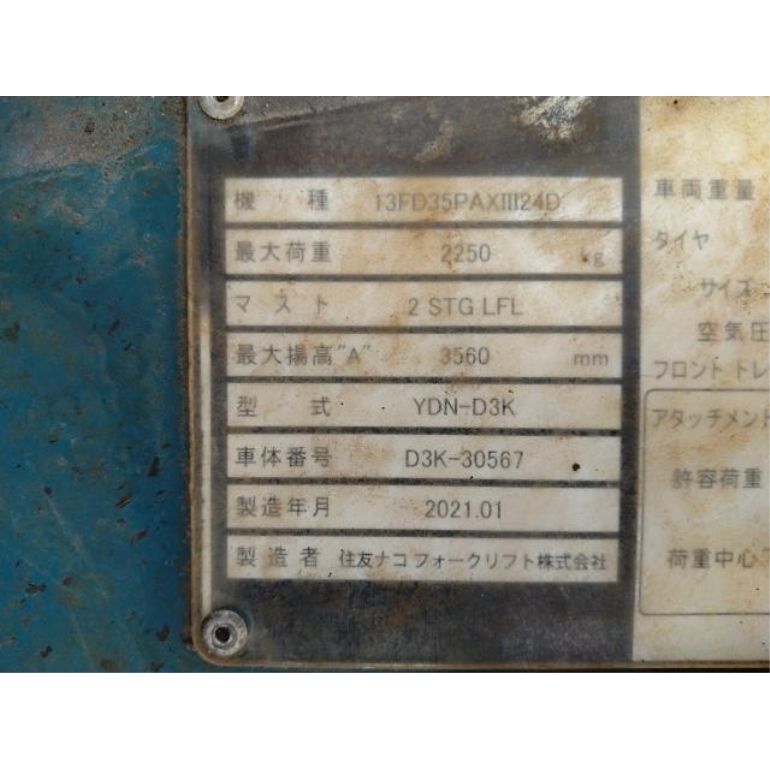 機 種 13FD35PAXIII24D
最大荷重 2250 kg
マスト 2 STG LFL
最大揚高"A" 3560 mm
型 式 YDN-D3K
車体番号 D3K-30567
製造年月 2021.01
製造者 住友ナコ フォークリフト株式会社
車両重量
タイヤ
サイズ
空気圧
フロント トレ
アタッチメント
許容荷重
荷重中心